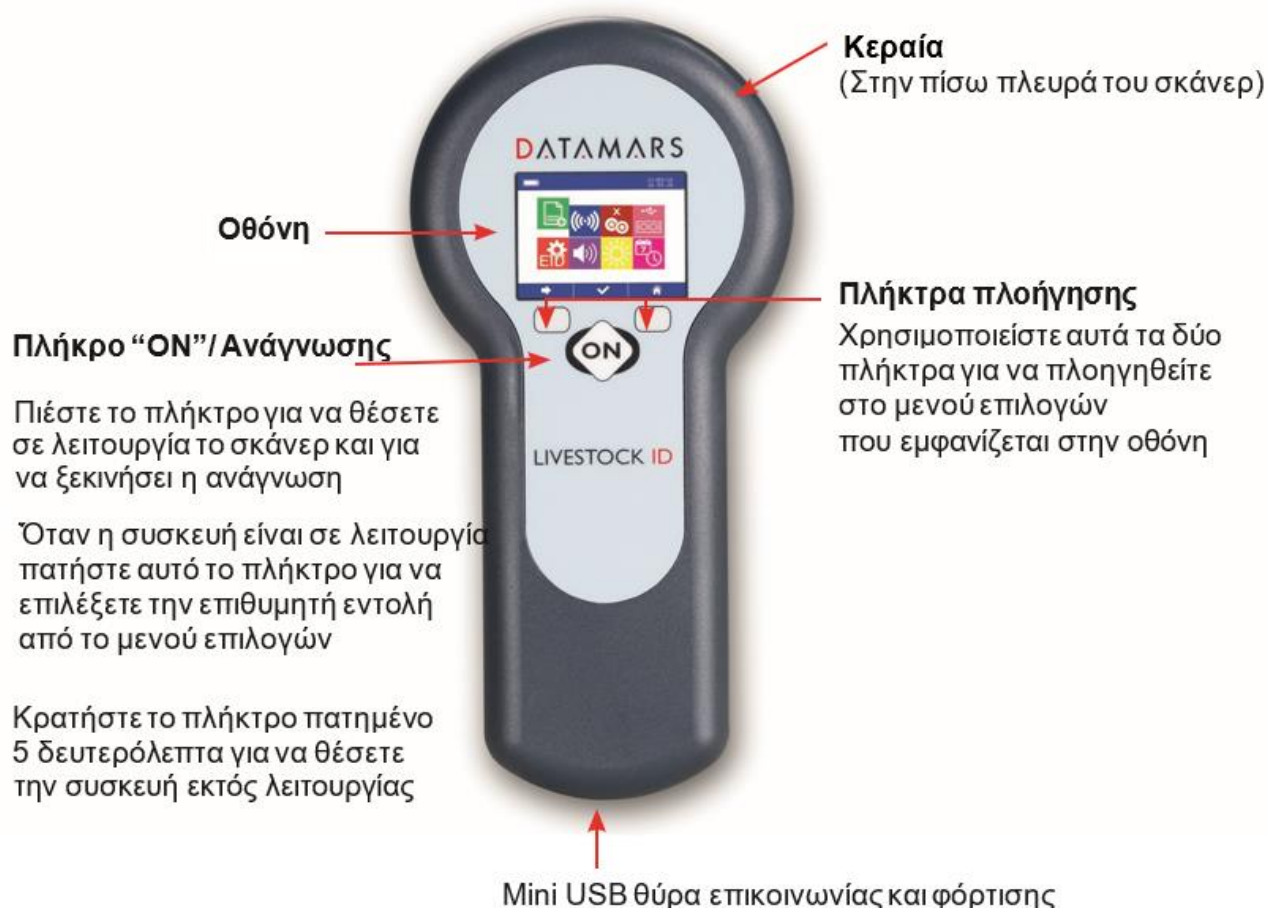 Κεραία
(Στην πίσω πλευρά του σκάνερ)
DATAMARS
Οθόνη
EID
7
Πλήκτρα πλοήγησης
Χρησιμοποιείστε αυτά τα δύο
πλήκτρα για να πλοηγηθείτε
στο μενού επιλογών
που εμφανίζεται στην οθόνη
Πλήκρο “ON”/ Ανάγνωσης
ON
Πιέστε το πλήκτρο για να θέσετε
σε λειτουργία το σκάνερ και για
να ξεκινήσει η ανάγνωση
LIVESTOCK ID
Όταν η συσκευή είναι σε λειτουργία
πατήστε αυτό το πλήκτρο για να
επιλέξετε την επιθυμητή εντολή
από το μενού επιλογών
Κρατήστε το πλήκτρο πατημένο
5 δευτερόλεπτα για να θέσετε
την συσκευή εκτός λειτουργίας
Mini USB θύρα επικοινωνίας και φόρτισης